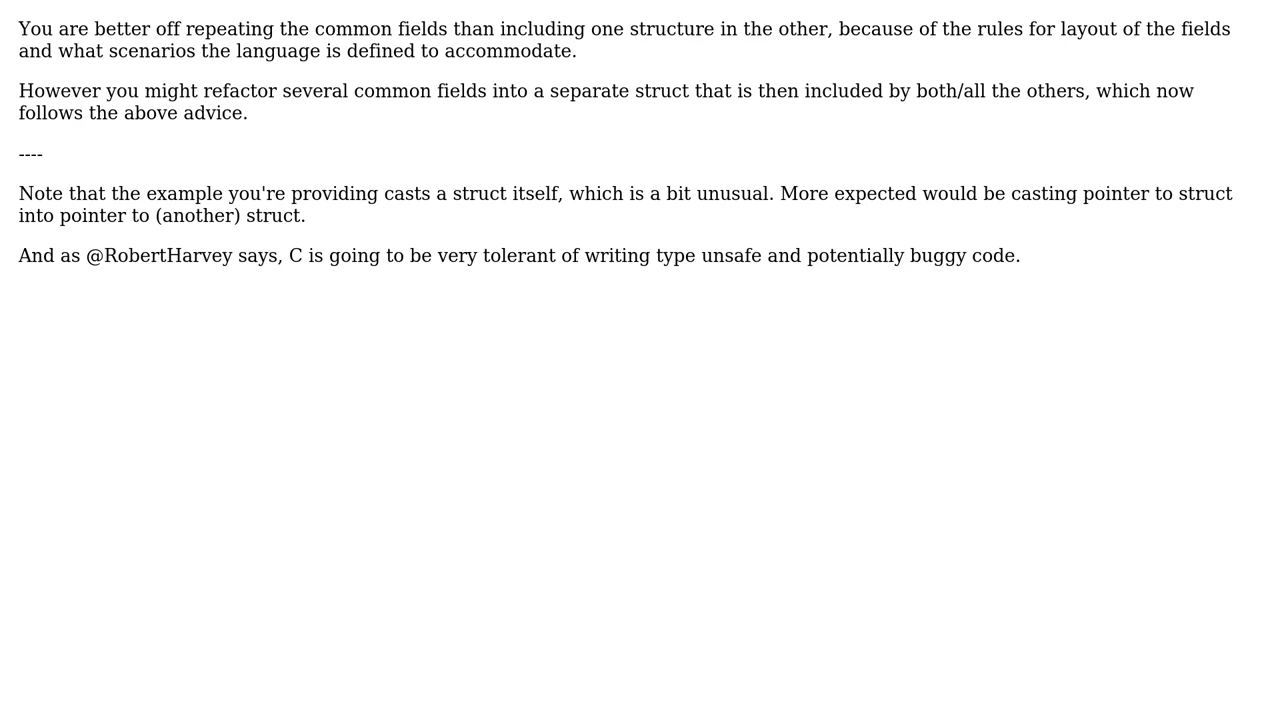 You are better off repeating the common fields than including one structure in the other, because of the rules for layout of the fields
and what scenarios the language is defined to accommodate.
However you might refactor several common fields into a separate struct that is then included by both/all the others, which now
follows the above advice.
----
Note that the example you're providing casts a struct itself, which is a bit unusual. More expected would be casting pointer to struct
into pointer to (another) struct.
And as @RobertHarvey says, C is going to be very tolerant of writing type unsafe and potentially buggy code.